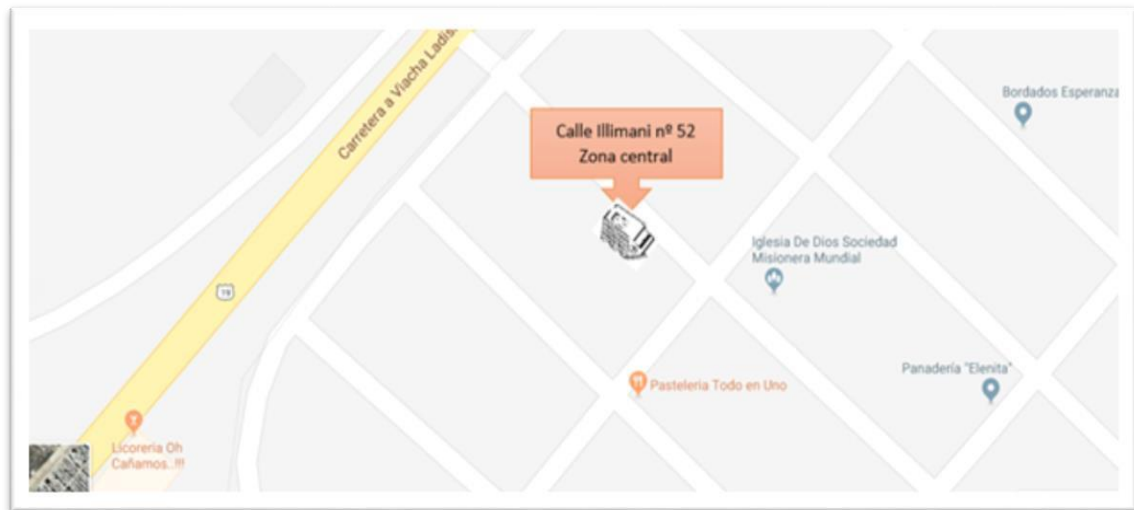 Carretera a Viacha Ladis
Bordados Esperanza
Calle Illimani nº 52
Zona central
Iglesia De Dios Sociedad
Misionera Mundial
19
Panadería "Elenita"
Pasteleria Todo en Uno
Licoreria Oh
Cañamos..!!!